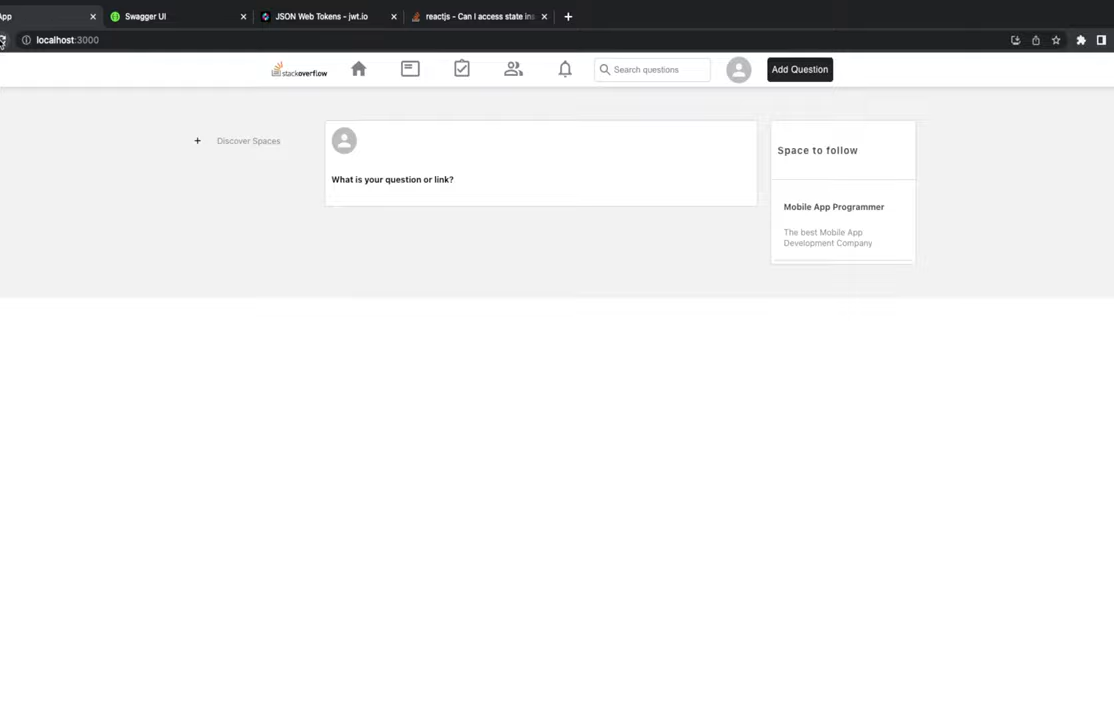 App
Swagger UI
JSON Web Tokens - jwt.io
reactjs - Can I access state ins
localhost:3000
stackoverflow
Search questions
Add Question
Discover Spaces
What is your question or link?
Space to follow
Mobile App Programmer
The best Mobile App
Development Company